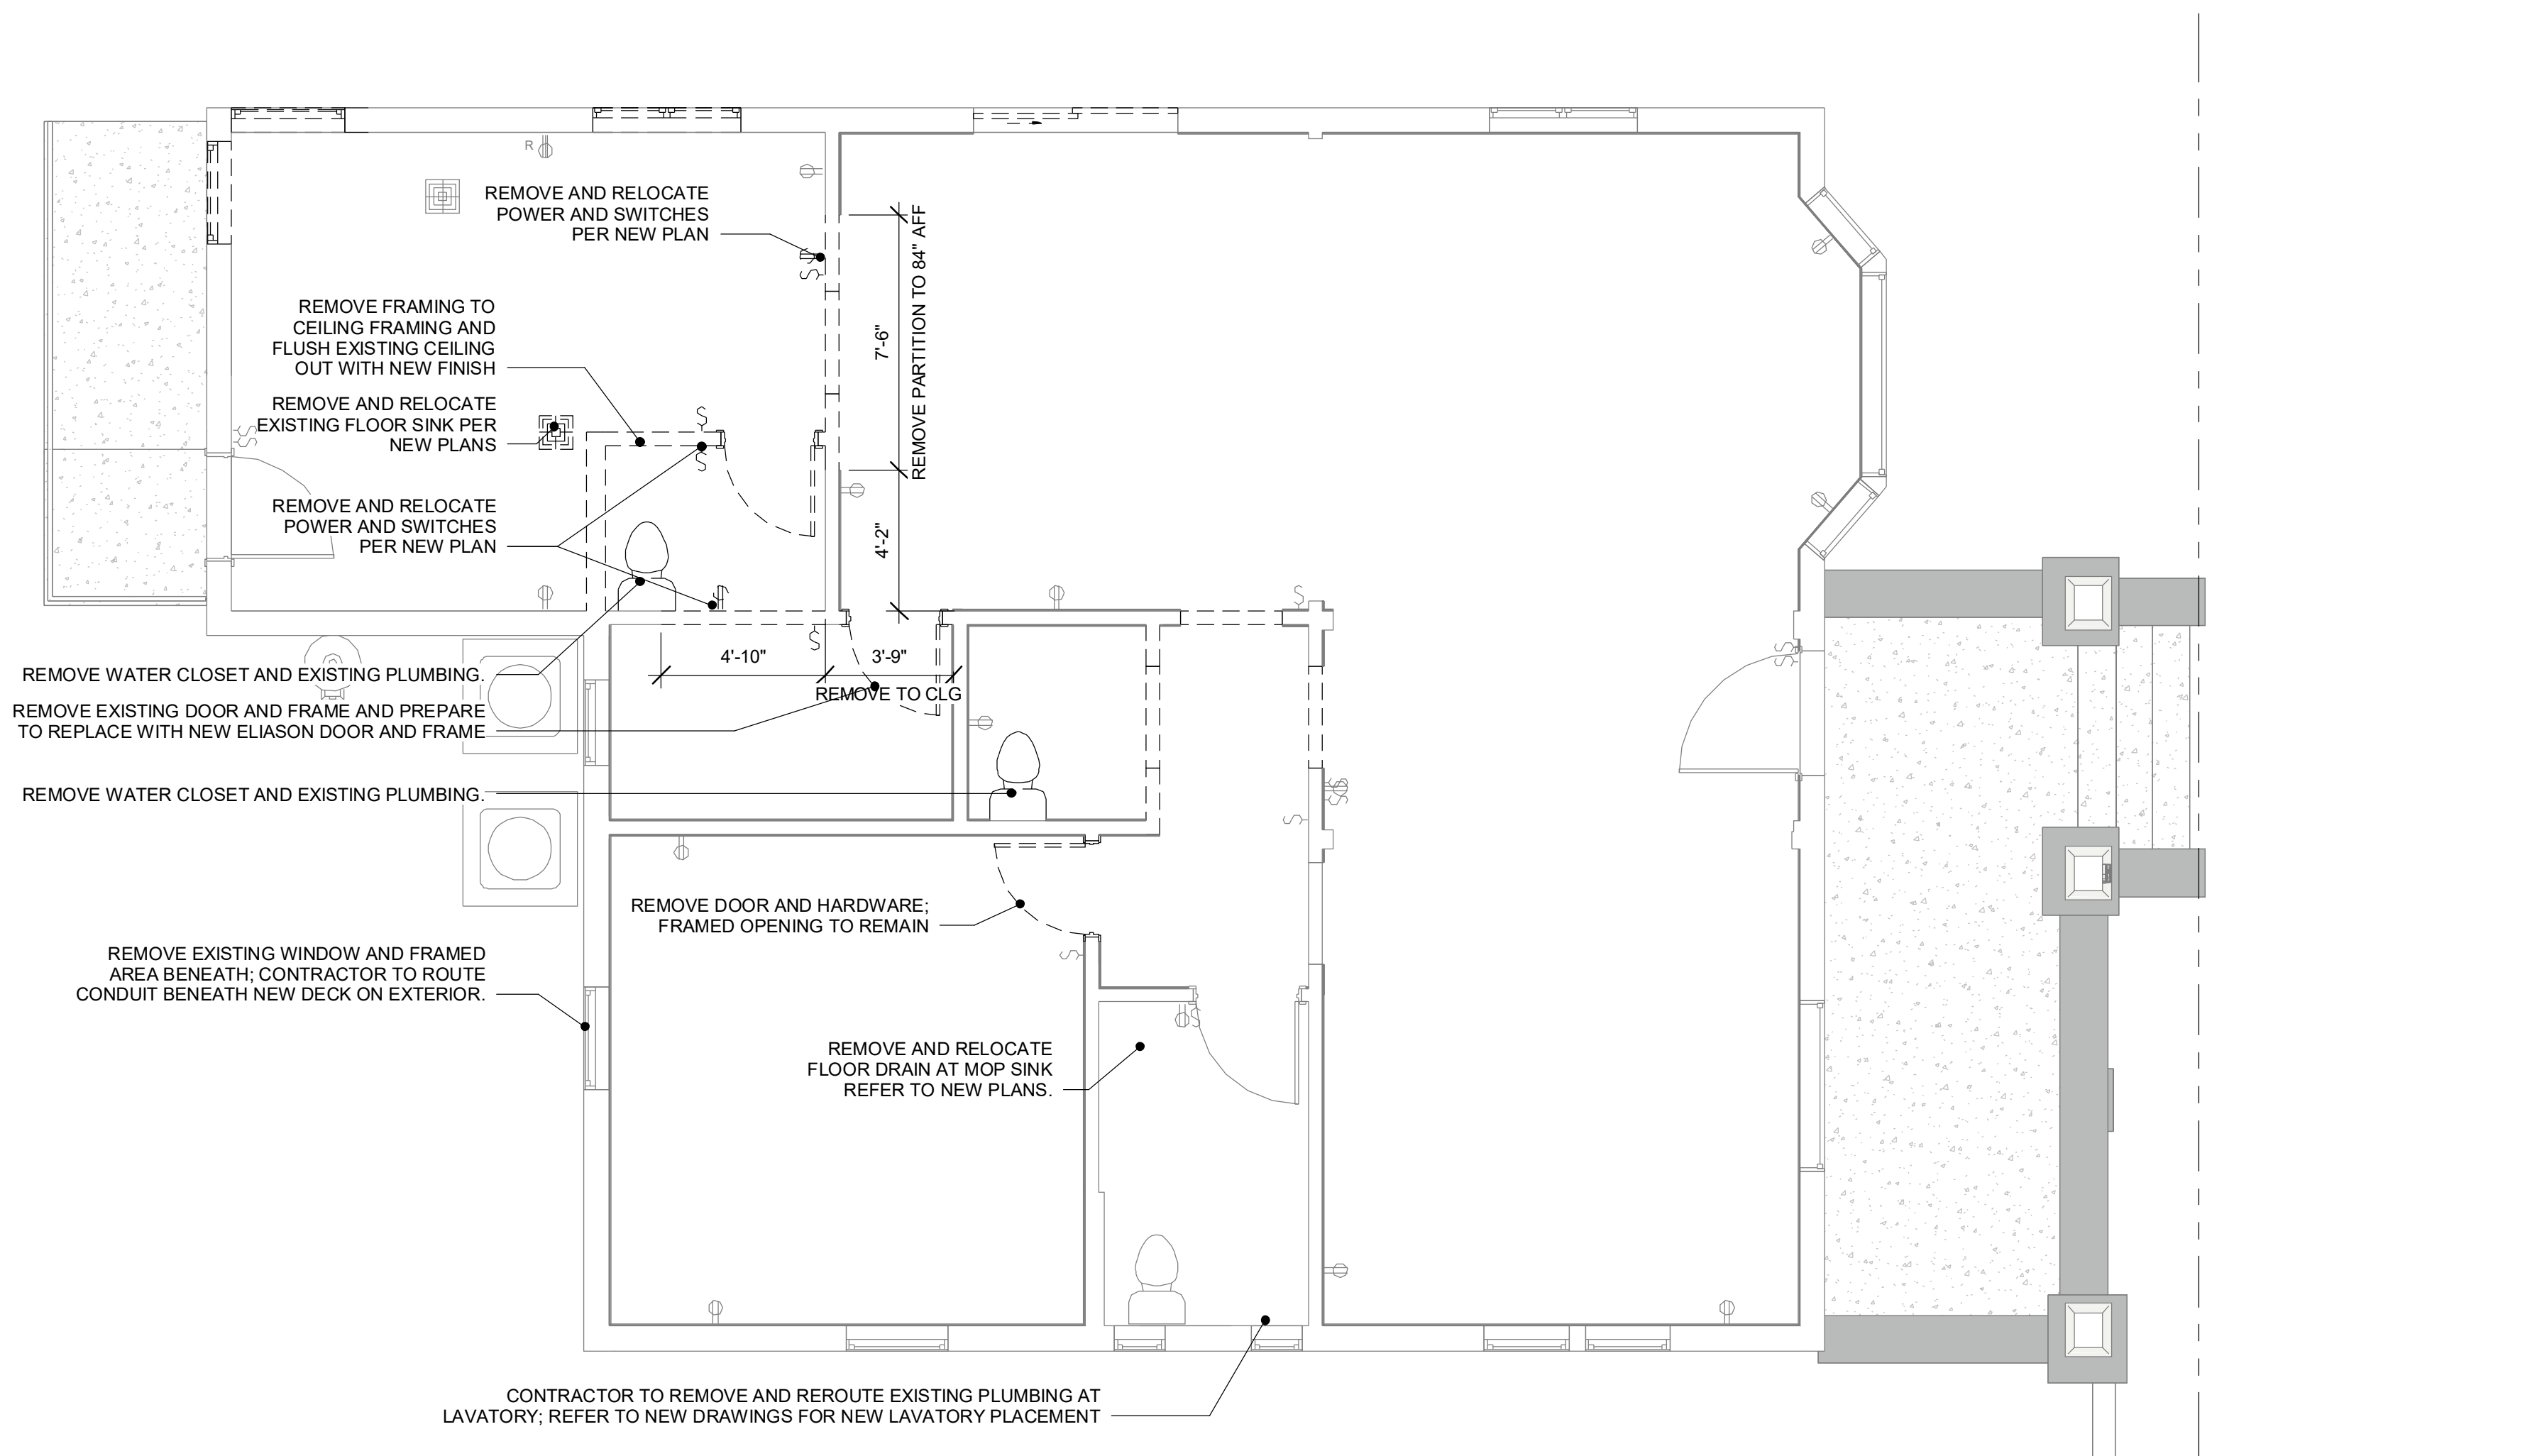 R
REMOVE AND RELOCATE
POWER AND SWITCHES
PER NEW PLAN
REMOVE PARTITION TO 84" AFF
7'-6"
4'-2"
REMOVE FRAMING TO
CEILING FRAMING AND
FLUSH EXISTING CEILING
OUT WITH NEW FINISH
REMOVE AND RELOCATE
EXISTING FLOOR SINK PER
NEW PLANS
REMOVE AND RELOCATE
POWER AND SWITCHES
PER NEW PLAN
4'-10"
3'-9"
REMOVE TO CLG
REMOVE WATER CLOSET AND EXISTING PLUMBING.
REMOVE EXISTING DOOR AND FRAME AND PREPARE
TO REPLACE WITH NEW ELIASON DOOR AND FRAME
REMOVE WATER CLOSET AND EXISTING PLUMBING.
REMOVE DOOR AND HARDWARE;
FRAMED OPENING TO REMAIN
REMOVE EXISTING WINDOW AND FRAMED
AREA BENEATH; CONTRACTOR TO ROUTE
CONDUIT BENEATH NEW DECK ON EXTERIOR.
REMOVE AND RELOCATE
FLOOR DRAIN AT MOP SINK
REFER TO NEW PLANS.
CONTRACTOR TO REMOVE AND REROUTE EXISTING PLUMBING AT
LAVATORY; REFER TO NEW DRAWINGS FOR NEW LAVATORY PLACEMENT